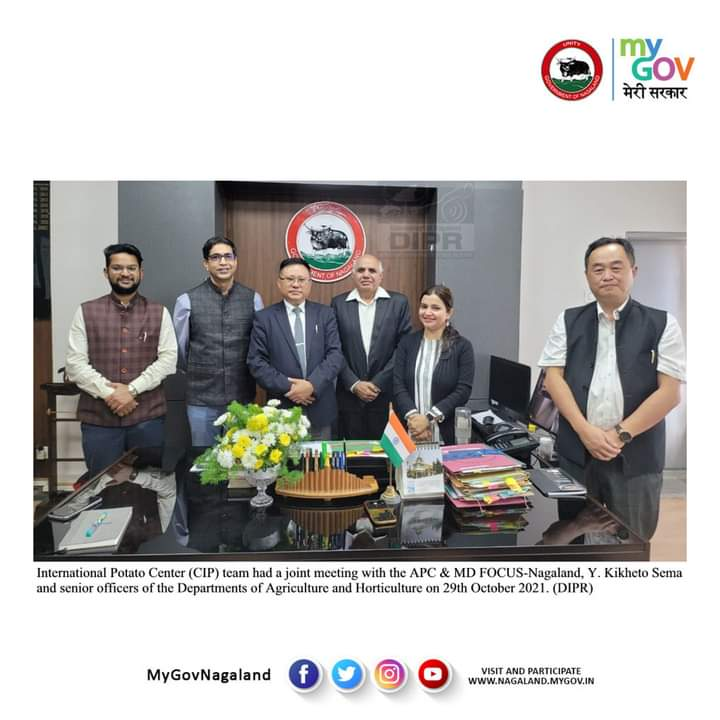 UNITY
GOVERNMENT OF NAGALAND
my
GOV
मेरी सरकार
GOVERNMENT OF NAGALAND
DIPR
International Potato Center (CIP) team had a joint meeting with the APC & MD FOCUS-Nagaland, Y. Kikheto Sema
and senior officers of the Departments of Agriculture and Horticulture on 29th October 2021. (DIPR)
MyGovNagaland
VISIT AND PARTICIPATE
WWW.NAGALAND.MYGOV.IN